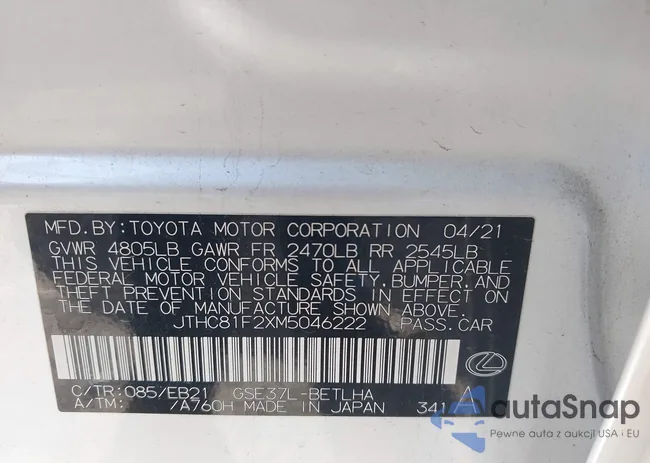 MFD.BY:TOYOTA MOTOR CORPORATION 04/21
GVWR 4805LB GAWR FR 2470LB RR 2545LB
THIS VEHICLE CONFORMS TO ALL APPLICABLE
FEDERAL MOTOR VEHICLE SAFETY,BUMPER,AND
THEFT PREVENTION STANDARDS IN EFFECT ON
THE DATE OF MANUFACTURE SHOWN ABOVE.
JTHC81F2XM5046222 PASS.CAR
C/TR:085/EB21 GSE37L-BETLHA
A/TM: /A760H MADE IN JAPAN 341
autaSnap
Pewne auta z aukcji USA i EU